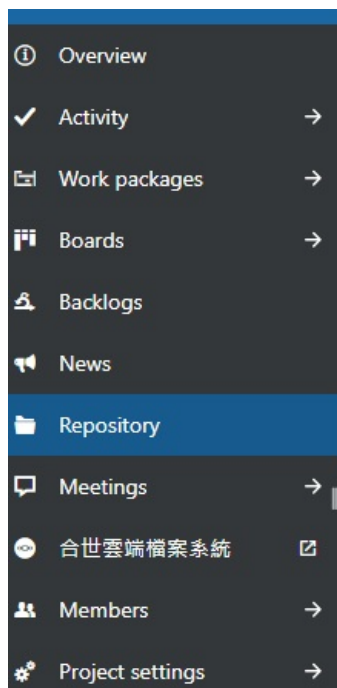 Overview
Activity
Work packages
Boards
Backlogs
News
Repository
Meetings
合世雲端檔案系統
Members
Project settings